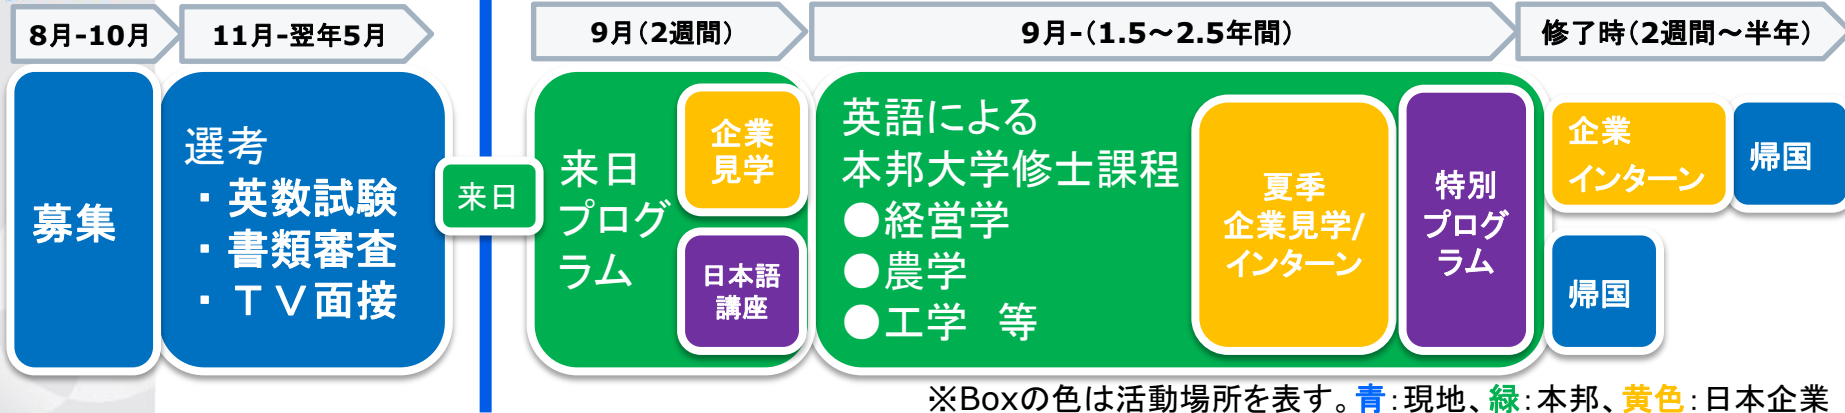 8月-10月
11月-翌年5月
9月(2週間)
9月-(1.5～2.5年間)
修了時(2週間～半年)
募集
選考
・英数試験
・書類審査
・ＴＶ面接
来日
来日
プログ
ラム
企業
見学
日本語
講座
英語による
本邦大学修士課程
●経営学
●農学
●工学　等
夏季
企業見学/
インターン
特別
プログ
ラム
企業
インターン
帰国
帰国
※Boxの色は活動場所を表す。青：現地、緑：本邦、黄色：日本企業